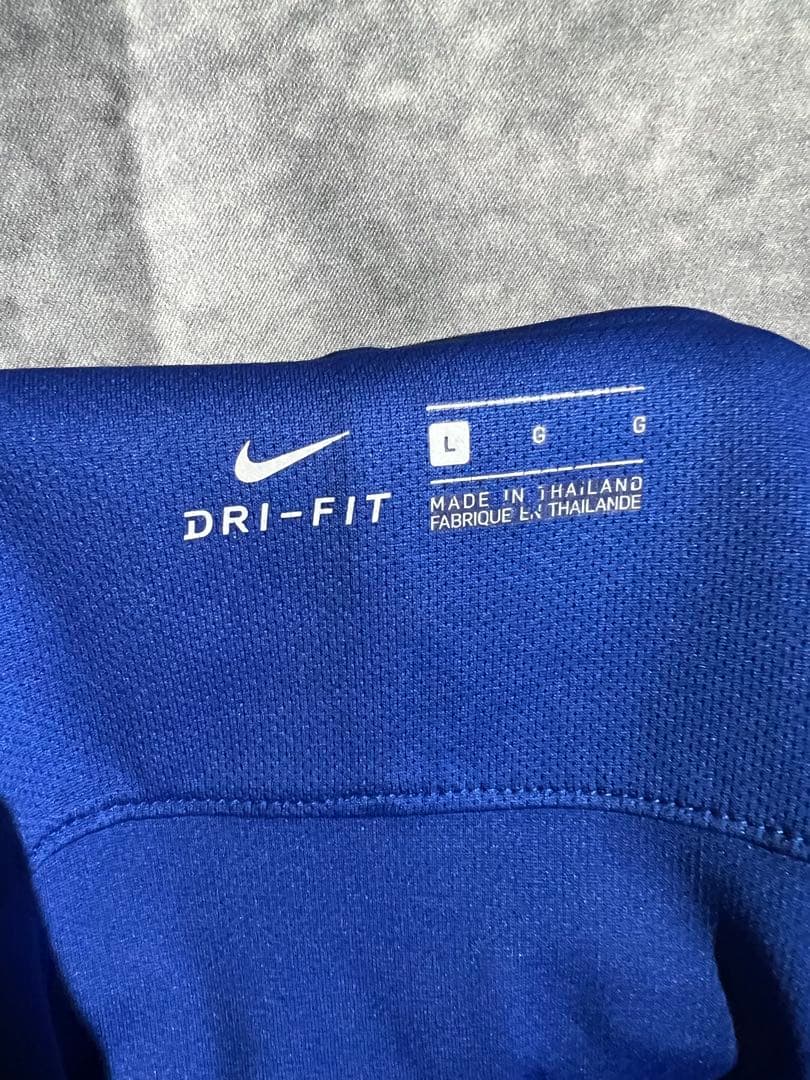 DRI-FIT
L G G
MADE IN THAILAND
FABRIQUE EN THAILANDE